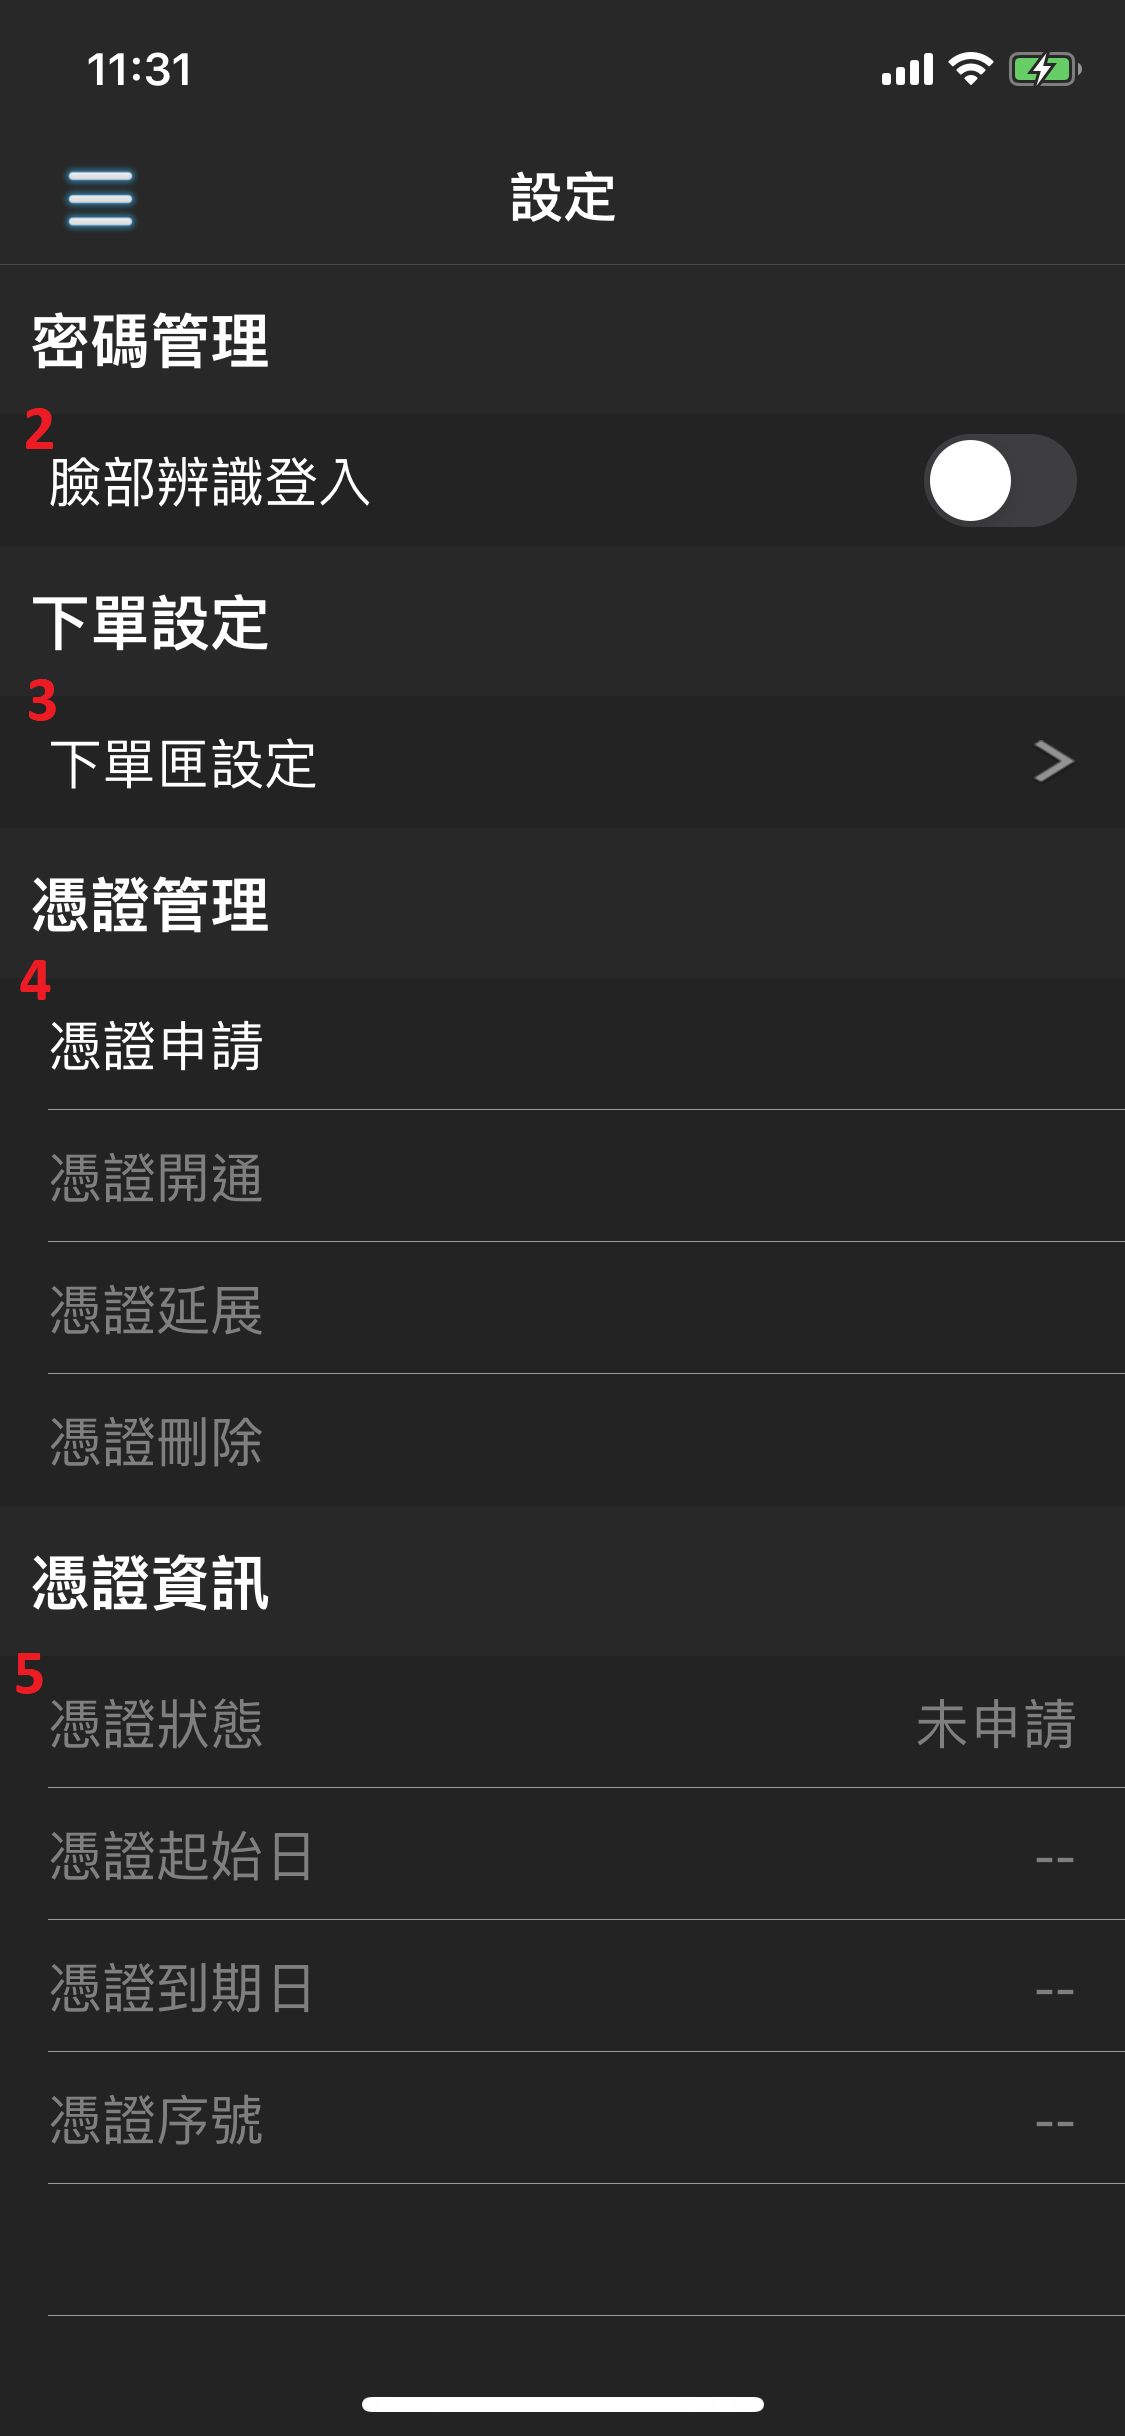 11:31
設定
密碼管理
2
臉部辨識登入
下單設定
3
下單匣設定
憑證管理
4
憑證申請
憑證開通
憑證延展
憑證刪除
憑證資訊
5
憑證狀態 未申請
憑證起始日 --
憑證到期日 --
憑證序號 --